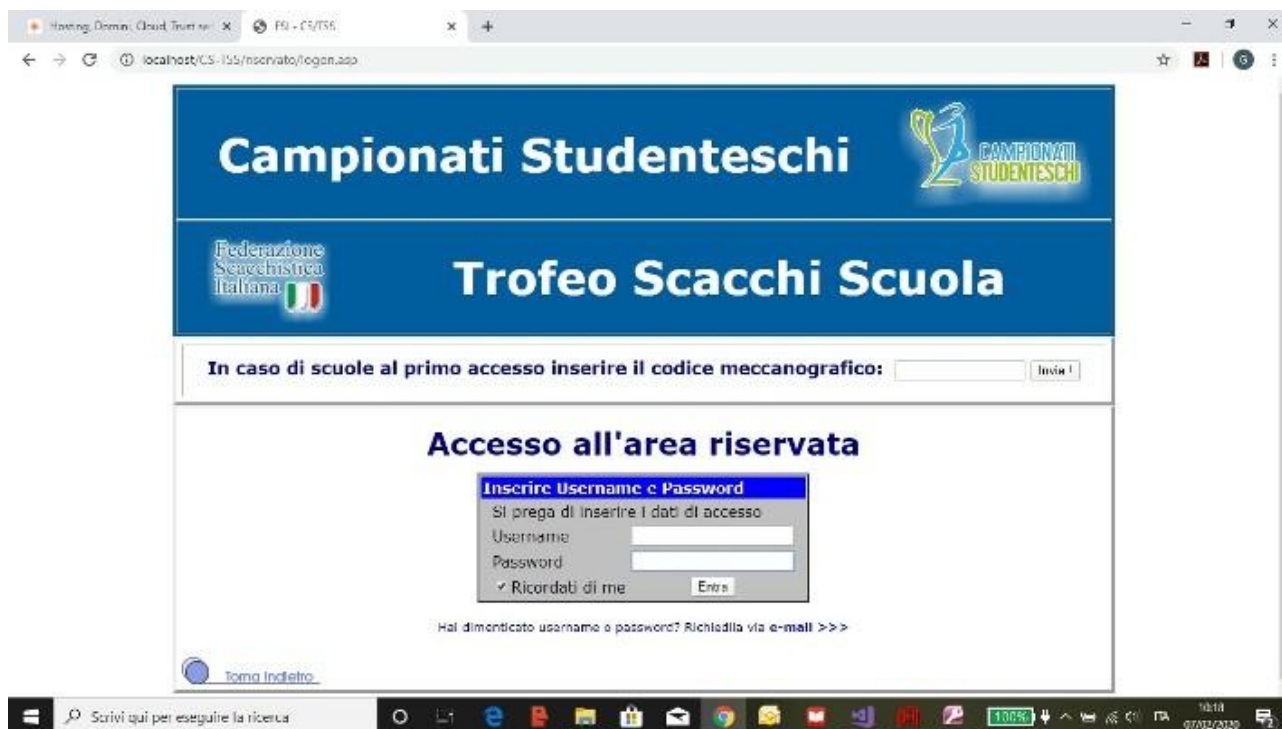 Hosting, Domini, Cloud, Trust ser
FSI - CS/TSS
localhost/CS-TSS/riservato/logon.asp
G
Campionati Studenteschi
CAMPIONATI
STUDENTESCHI
Federazione
Scacchistica
Italiana
Trofeo Scacchi Scuola
In caso di scuole al primo accesso inserire il codice meccanografico:
Invia !
Accesso all'area riservata
Inserire Username e Password
Si prega di inserire i dati di accesso
Username
Password
Ricordati di me
Entra
Hai dimenticato username o password? Richiedila via e-mail >>>
Torna Indietro
Scrivi qui per eseguire la ricerca
100%
ITA
10:18
07/02/2020